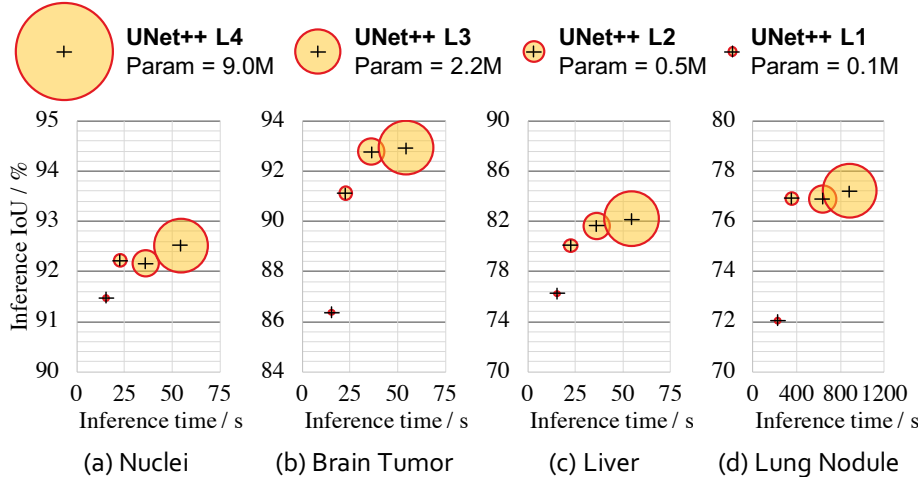 UNet++ L4
Param = 9.0M
UNet++ L3
Param = 2.2M
UNet++ L2
Param = 0.5M
UNet++ L1
Param = 0.1M
Inference IoU / %
95
94
93
92
91
90
0 25 50 75
Inference time / s
(a) Nuclei
94
92
90
88
86
84
0 25 50 75
Inference time / s
(b) Brain Tumor
90
86
82
78
74
70
0 25 50 75
Inference time / s
(c) Liver
80
78
76
74
72
70
0 400 800 1200
Inference time / s
(d) Lung Nodule